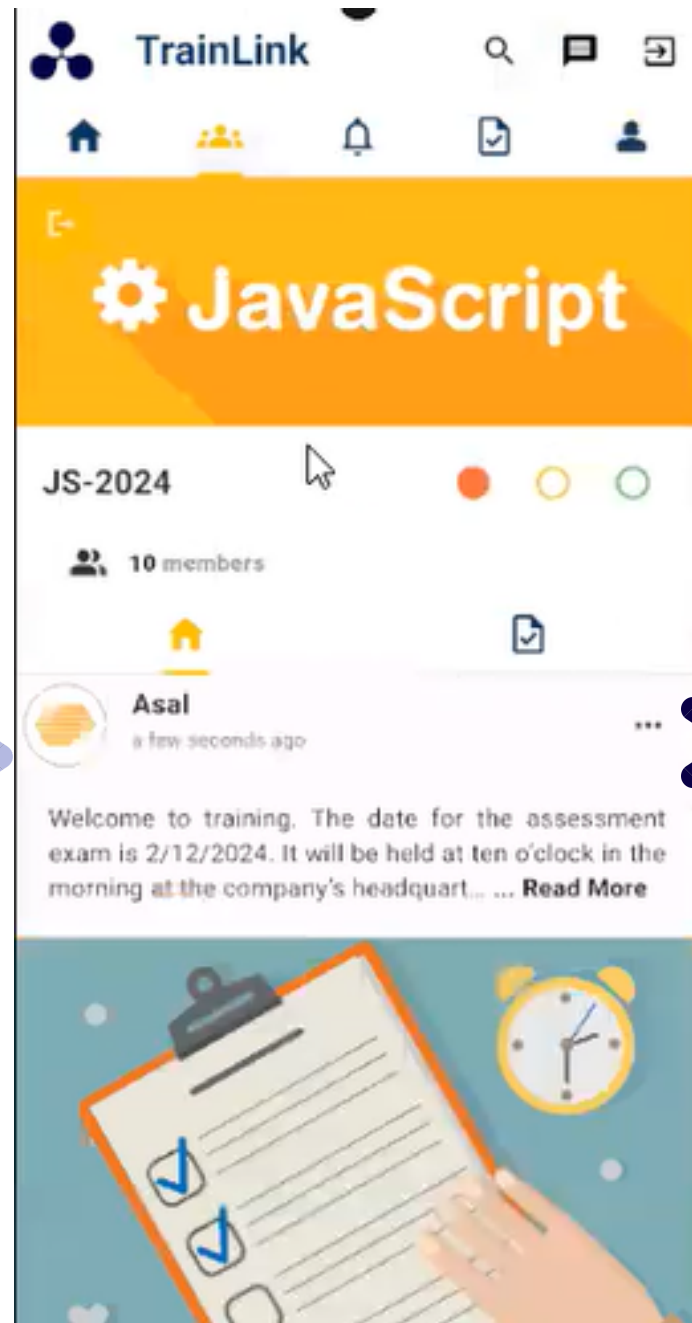 TrainLink
JavaScript
JS-2024
10 members
Asal
a few seconds ago
Welcome to training. The date for the assessment
exam is 2/12/2024. It will be held at ten o'clock in the
morning at the company's headquart... ... Read More